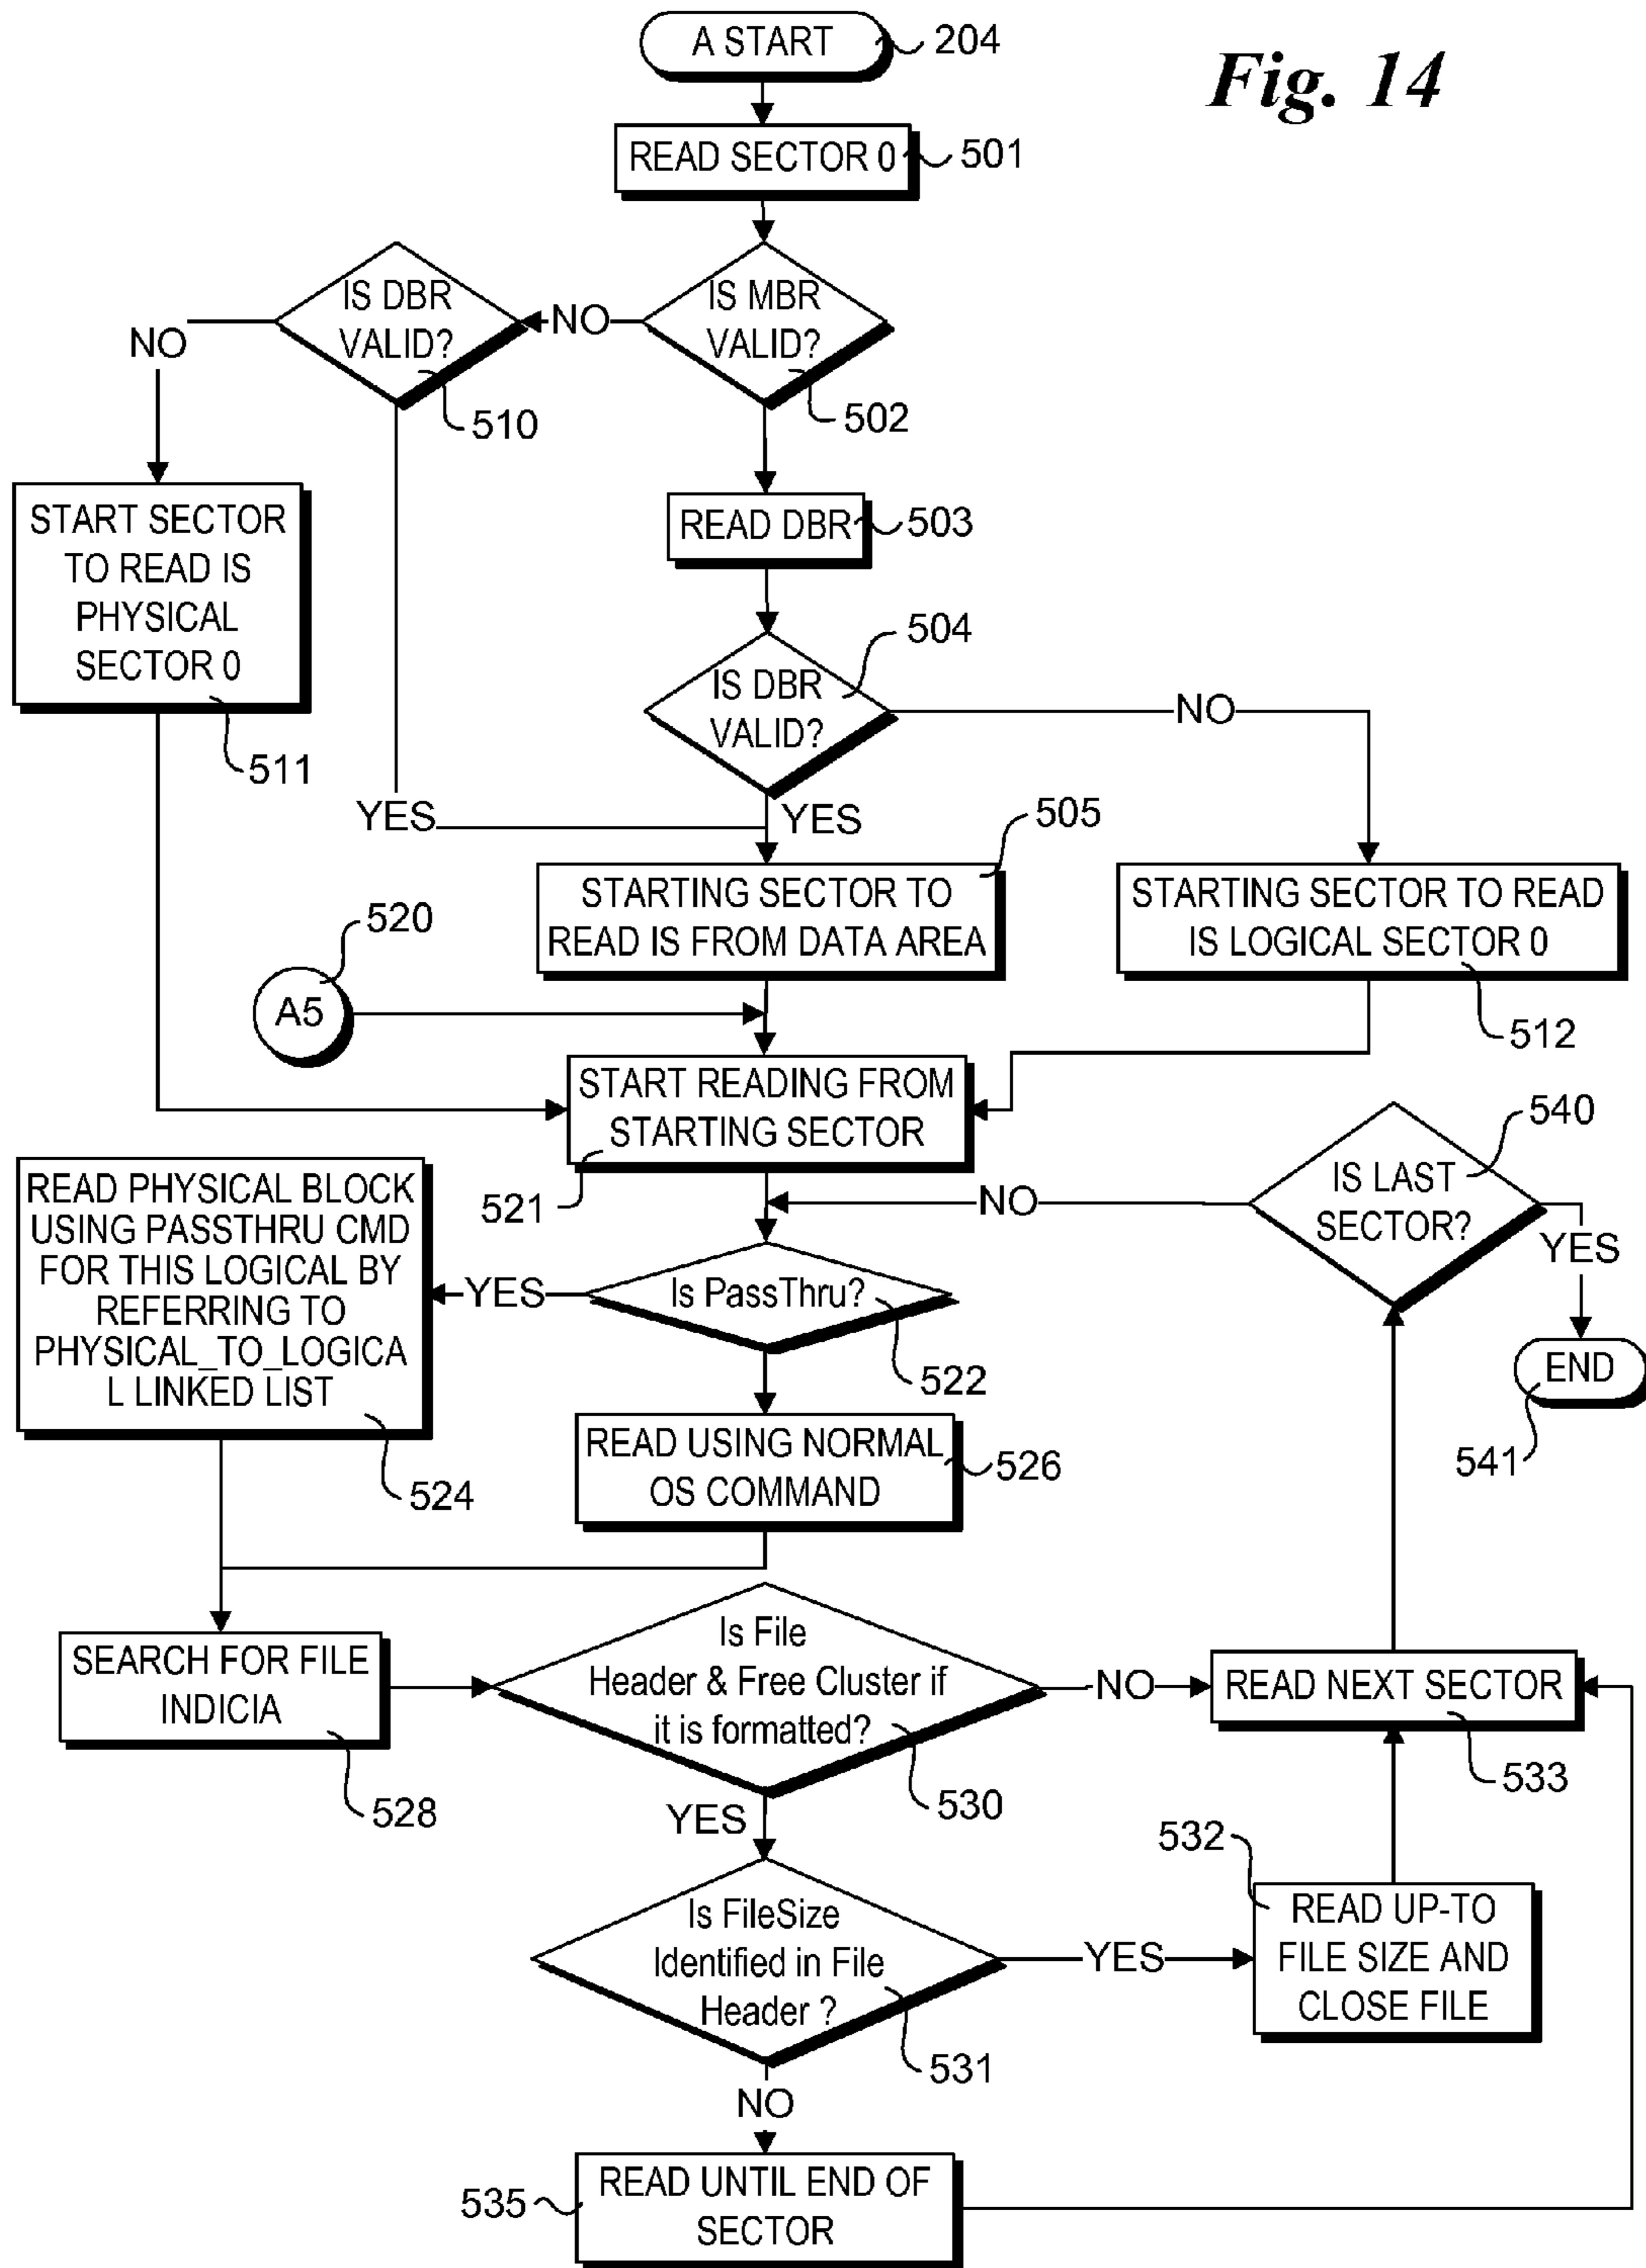 A START
204
Fig. 14
READ SECTOR 0
501
IS DBR
VALID?
510
NO
IS MBR
VALID?
502
NO
START SECTOR
TO READ IS
PHYSICAL
SECTOR 0
511
READ DBR
503
504
IS DBR
VALID?
NO
YES
YES
505
STARTING SECTOR TO
READ IS FROM DATA AREA
STARTING SECTOR TO READ
IS LOGICAL SECTOR 0
512
520
A5
START READING FROM
STARTING SECTOR
521
540
IS LAST
SECTOR?
NO
YES
END
541
READ PHYSICAL BLOCK
USING PASSTHRU CMD
FOR THIS LOGICAL BY
REFERRING TO
PHYSICAL_TO_LOGICA
L LINKED LIST
524
YES
Is PassThru?
522
READ USING NORMAL
OS COMMAND
526
SEARCH FOR FILE
INDICIA
528
Is File
Header & Free Cluster if
it is formatted?
530
NO
READ NEXT SECTOR
533
YES
532
Is FileSize
Identified in File
Header ?
531
YES
READ UP-TO
FILE SIZE AND
CLOSE FILE
NO
535
READ UNTIL END OF
SECTOR